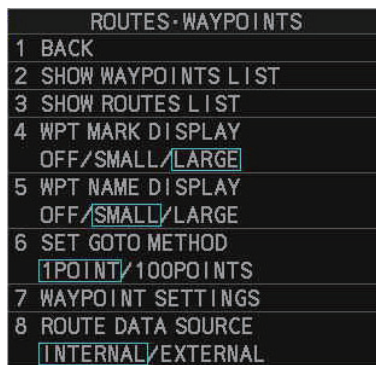 ROUTES·WAYPOINTS
1 BACK
2 SHOW WAYPOINTS LIST
3 SHOW ROUTES LIST
4 WPT MARK DISPLAY
OFF/SMALL/LARGE
5 WPT NAME DISPLAY
OFF/SMALL/LARGE
6 SET GOTO METHOD
1POINT/100POINTS
7 WAYPOINT SETTINGS
8 ROUTE DATA SOURCE
INTERNAL/EXTERNAL